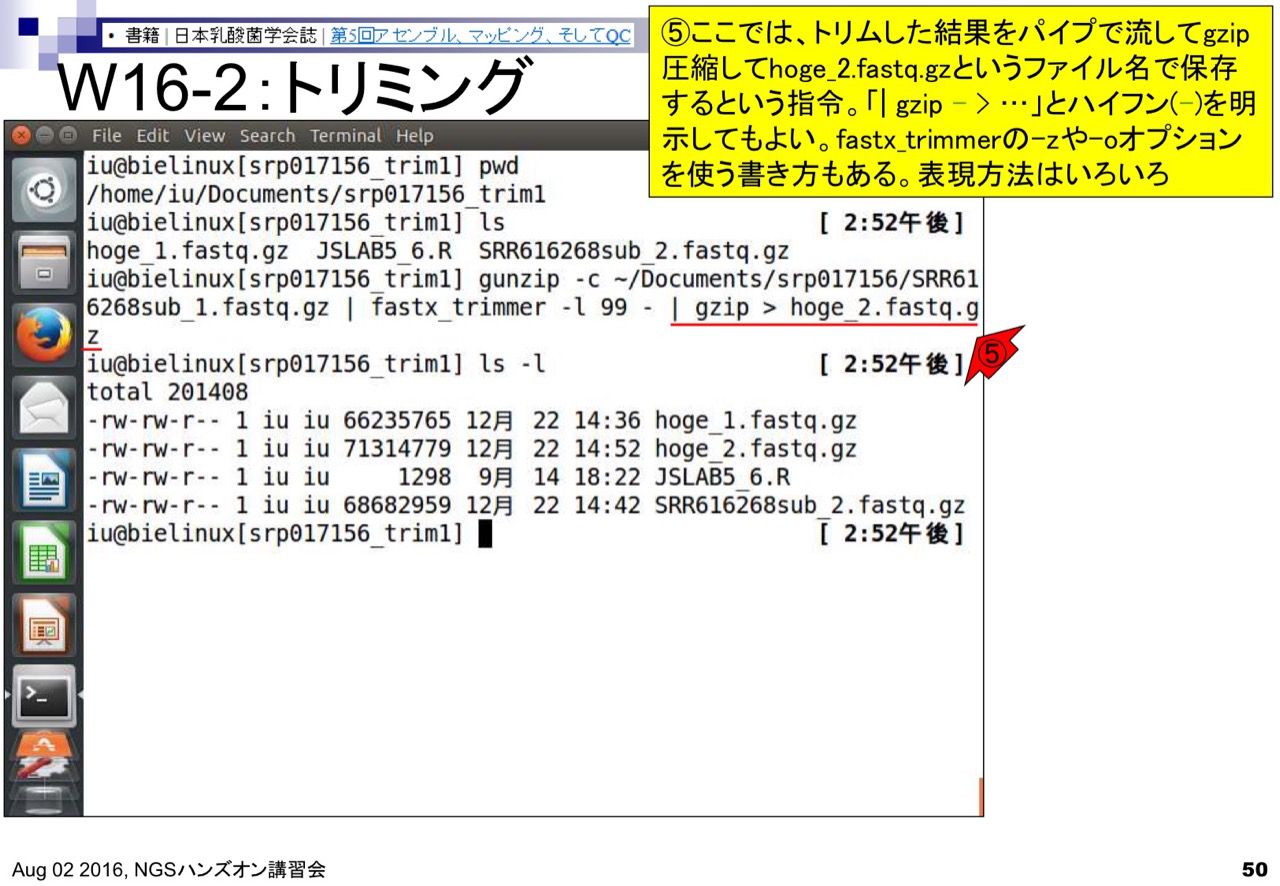 • 書籍 | 日本乳酸菌学会誌 | 第5回アセンブル、マッピング、そしてQC
W16-2：トリミング
⑤ここでは、トリムした結果をパイプで流してgzip
圧縮してhoge_2.fastq.gzというファイル名で保存
するという指令。「| gzip - > …」とハイフン(-)を明
示してもよい。fastx_trimmerの-zや-oオプション
を使う書き方もある。表現方法はいろいろ
File Edit View Search Terminal Help
iu@bielinux[srp017156_trim1] pwd
/home/iu/Documents/srp017156_trim1
iu@bielinux[srp017156_trim1] ls [ 2:52午後]
hoge_1.fastq.gz JSLAB5_6.R SRR616268sub_2.fastq.gz
iu@bielinux[srp017156_trim1] gunzip -c ~/Documents/srp017156/SRR61
6268sub_1.fastq.gz | fastx_trimmer -l 99 - | gzip > hoge_2.fastq.g
z
iu@bielinux[srp017156_trim1] ls -l [ 2:52午後]
⑤
total 201408
-rw-rw-r-- 1 iu iu 66235765 12月 22 14:36 hoge_1.fastq.gz
-rw-rw-r-- 1 iu iu 71314779 12月 22 14:52 hoge_2.fastq.gz
-rw-rw-r-- 1 iu iu 1298 9月 14 18:22 JSLAB5_6.R
-rw-rw-r-- 1 iu iu 68682959 12月 22 14:42 SRR616268sub_2.fastq.gz
iu@bielinux[srp017156_trim1] [ 2:52午後]
Aug 02 2016, NGSハンズオン講習会
50